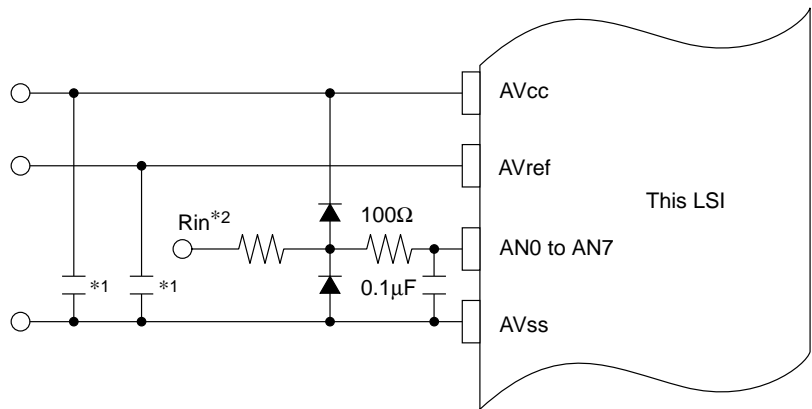 AVcc
AVref
This LSI
Rin*2
100Ω
AN0 to AN7
*1
*1
0.1μF
AVss